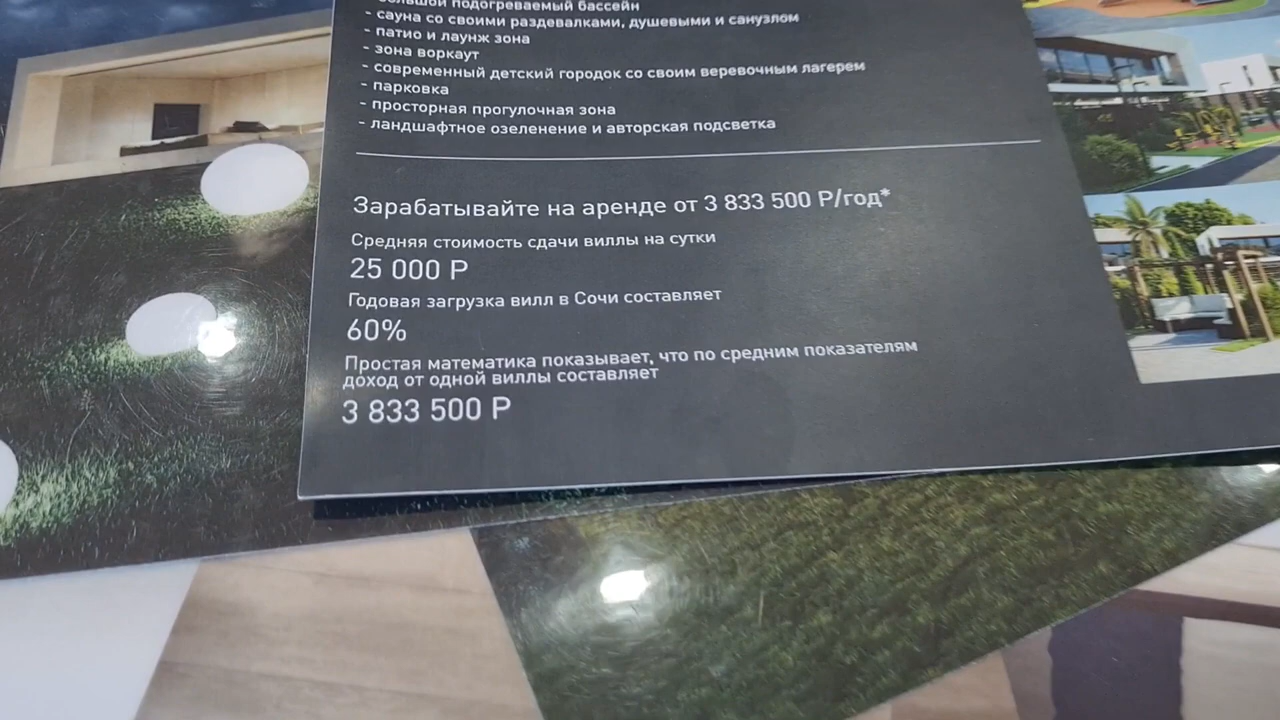 большой подогреваемый бассейн
- сауна со своими раздевалками, душевыми и санузлом
- патио и лаунж зона
- зона воркаут
- современный детский городок со своим веревочным лагерем
- парковка
- просторная прогулочная зона
- ландшафтное озеленение и авторская подсветка
Зарабатывайте на аренде от 3 833 500 Р/год*
Средняя стоимость сдачи виллы на сутки
25 000 Р
Годовая загрузка вилл в Сочи составляет
60%
Простая математика показывает, что по средним показателям
доход от одной виллы составляет
3 833 500 Р